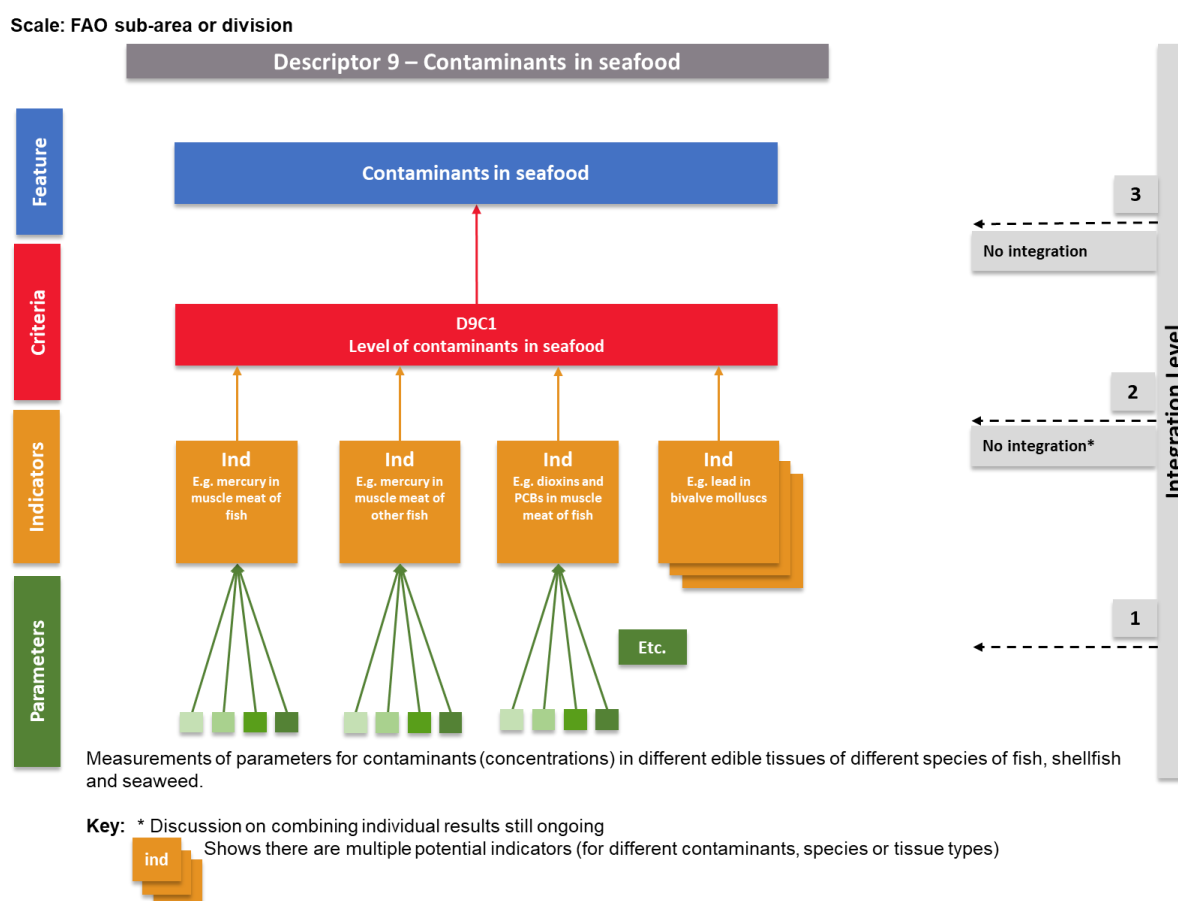 Scale: FAO sub-area or division
Descriptor 9 – Contaminants in seafood
Feature
Contaminants in seafood
3
No integration
Criteria
D9C1
Level of contaminants in seafood
Integration Level
2
No integration*
Indicators
Ind
E.g. mercury in
muscle meat of
fish
Ind
E.g. mercury in
muscle meat of
other fish
Ind
E.g. dioxins and
PCBs in muscle
meat of fish
Ind
E.g. lead in
bivalve molluscs
Parameters
Etc.
1
Measurements of parameters for contaminants (concentrations) in different edible tissues of different species of fish, shellfish
and seaweed.
Key: * Discussion on combining individual results still ongoing
ind
Shows there are multiple potential indicators (for different contaminants, species or tissue types)